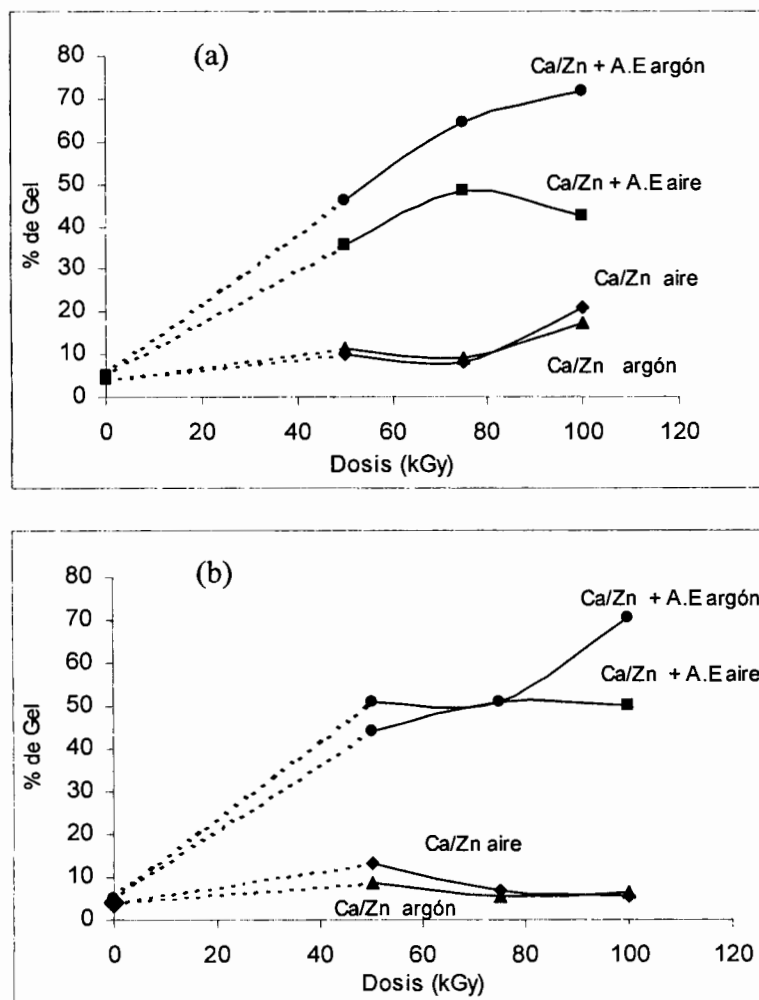 (a)
Ca/Zn + A.E argón
Ca/Zn + A.E aire
Ca/Zn aire
Ca/Zn argón
% de Gel
80
70
60
50
40
30
20
10
0
0 20 40 60 80 100 120
Dosis (kGy)
(b)
Ca/Zn + A.E argón
Ca/Zn + A.E aire
Ca/Zn aire
Ca/Zn argón
% de Gel
80
70
60
50
40
30
20
10
0
0 20 40 60 80 100 120
Dosis (kGy)